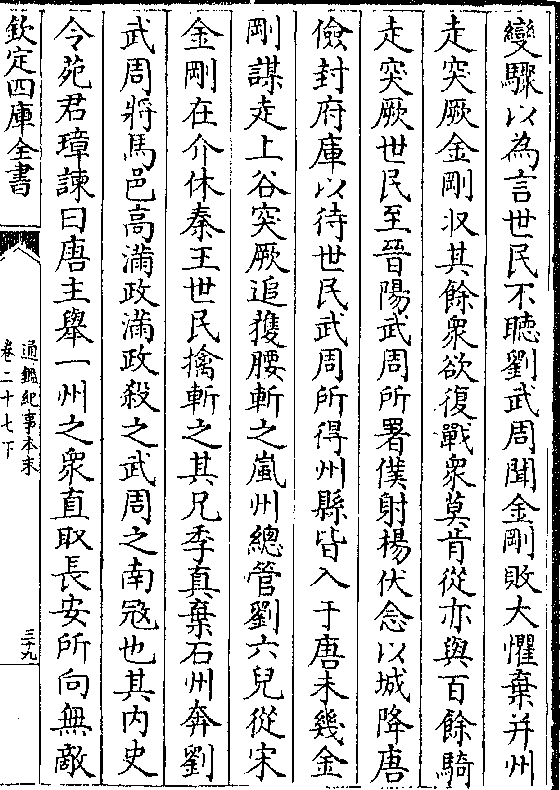 變驟以為言世民不聽劉武周聞金剛敗大懼棄并州
走突厥金剛収其餘衆欲復戰衆莫肯從亦與百餘騎
走突厥世民至晉陽武周所署僕射楊伏念以城降唐
儉封府庫以待世民武周所得州縣皆入于唐未幾金
剛謀走上谷突厥追獲腰斬之嵐州總管劉六兒從宋
金剛在介休秦王世民擒斬之其兄季真棄石州奔劉
武周將馬邑高滿政滿政殺之武周之南冦也其内史
令苑君璋諫曰唐主舉一州之衆直取長安所向無敵
欽定四庫全書
通鑑紀事本末
卷二十七下
三十九